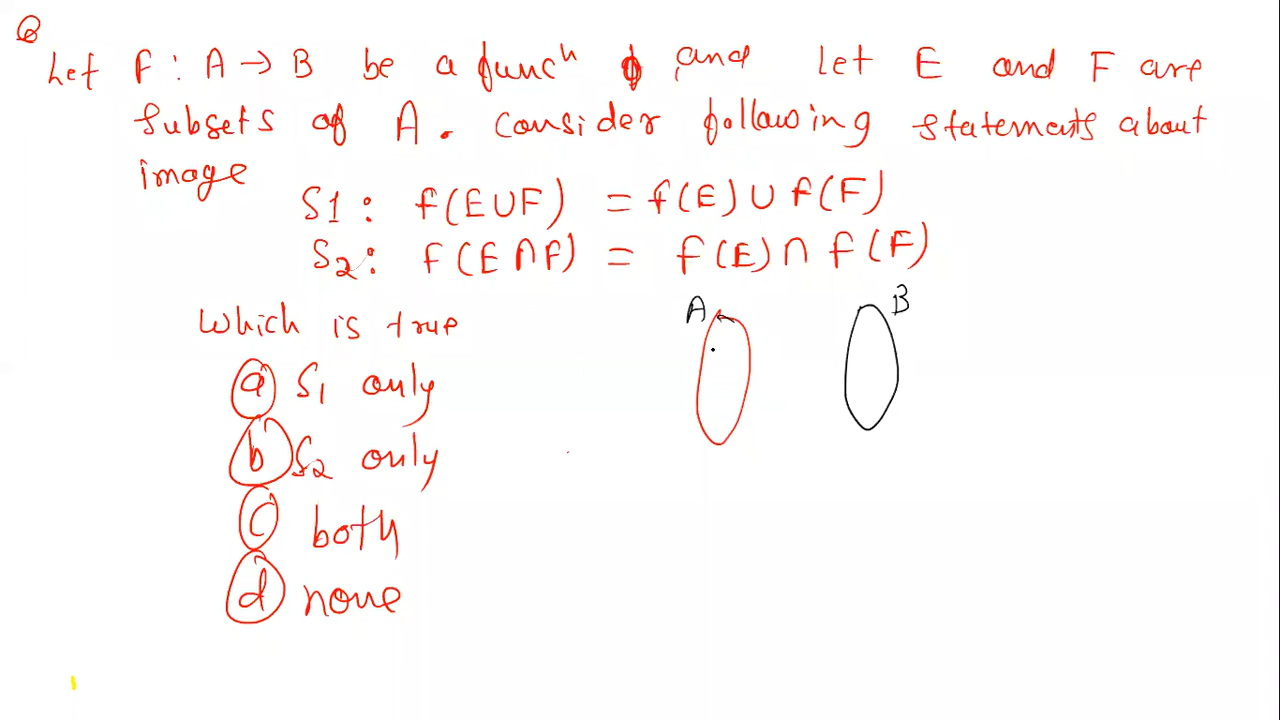 Q
Let f : A → B be a funcn ϕ, and let E and F are
subsets of A. consider following statements about
image
S1 : f(E∪F) = f(E) ∪ f(F)
S2 : f(E∩F) = f(E) ∩ f(F)
A B
Which is true
a S1 only
b S2 only
c both
d none